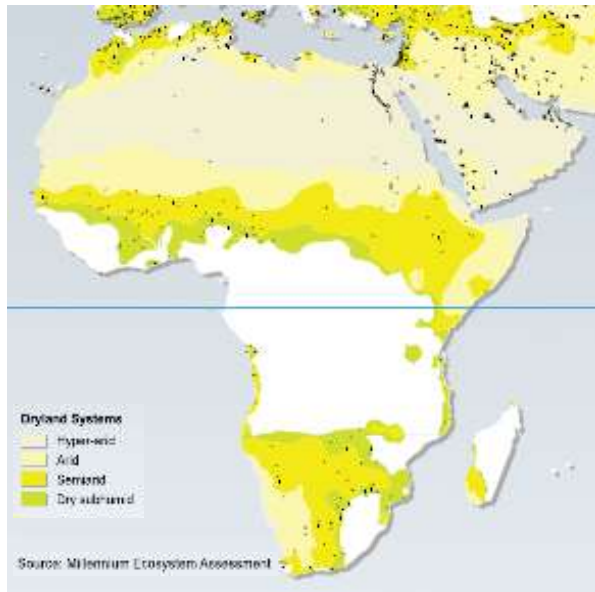 Dryland Systems
Hyper-arid
Arid
Semiarid
Dry subhumid
Source: Millennium Ecosystem Assessment